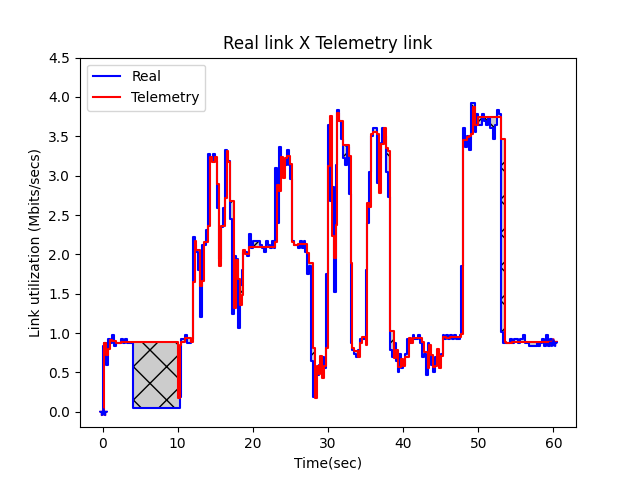 Real link X Telemetry link
Real
Telemetry
Link utilization (Mbits/secs)
4.5
4.0
3.5
3.0
2.5
2.0
1.5
1.0
0.5
0.0
0 10 20 30 40 50 60
Time(sec)